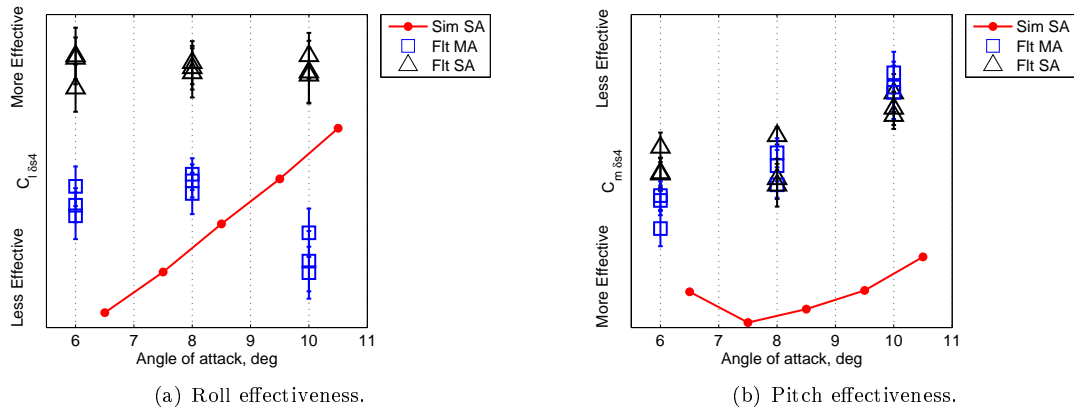 More Effective
C l δs4
Less Effective
6 7 8 9 10 11
Angle of attack, deg
Sim SA
Flt MA
Flt SA
(a) Roll effectiveness.
Less Effective
C m δs4
More Effective
6 7 8 9 10 11
Angle of attack, deg
Sim SA
Flt MA
Flt SA
(b) Pitch effectiveness.